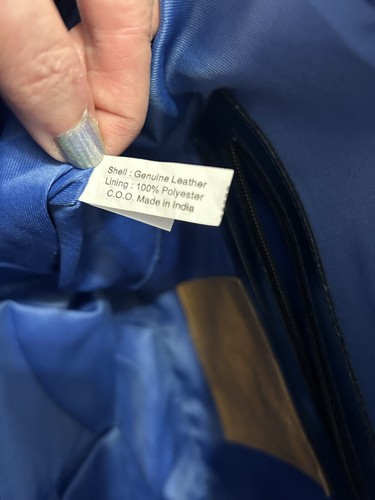 Shell : Genuine Leather
Lining : 100% Polyester
C.O.O. Made in India